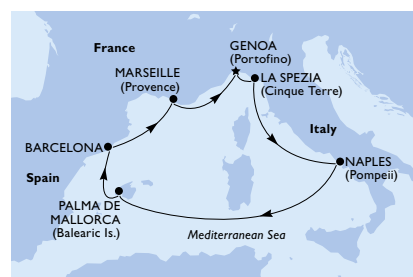 France
GENOA
(Portofino)
MARSEILLE
(Provence)
LA SPEZIA
(Cinque Terre)
Italy
BARCELONA
NAPLES
(Pompeii)
Spain
PALMA DE
MALLORCA
(Balearic Is.)
Mediterranean Sea